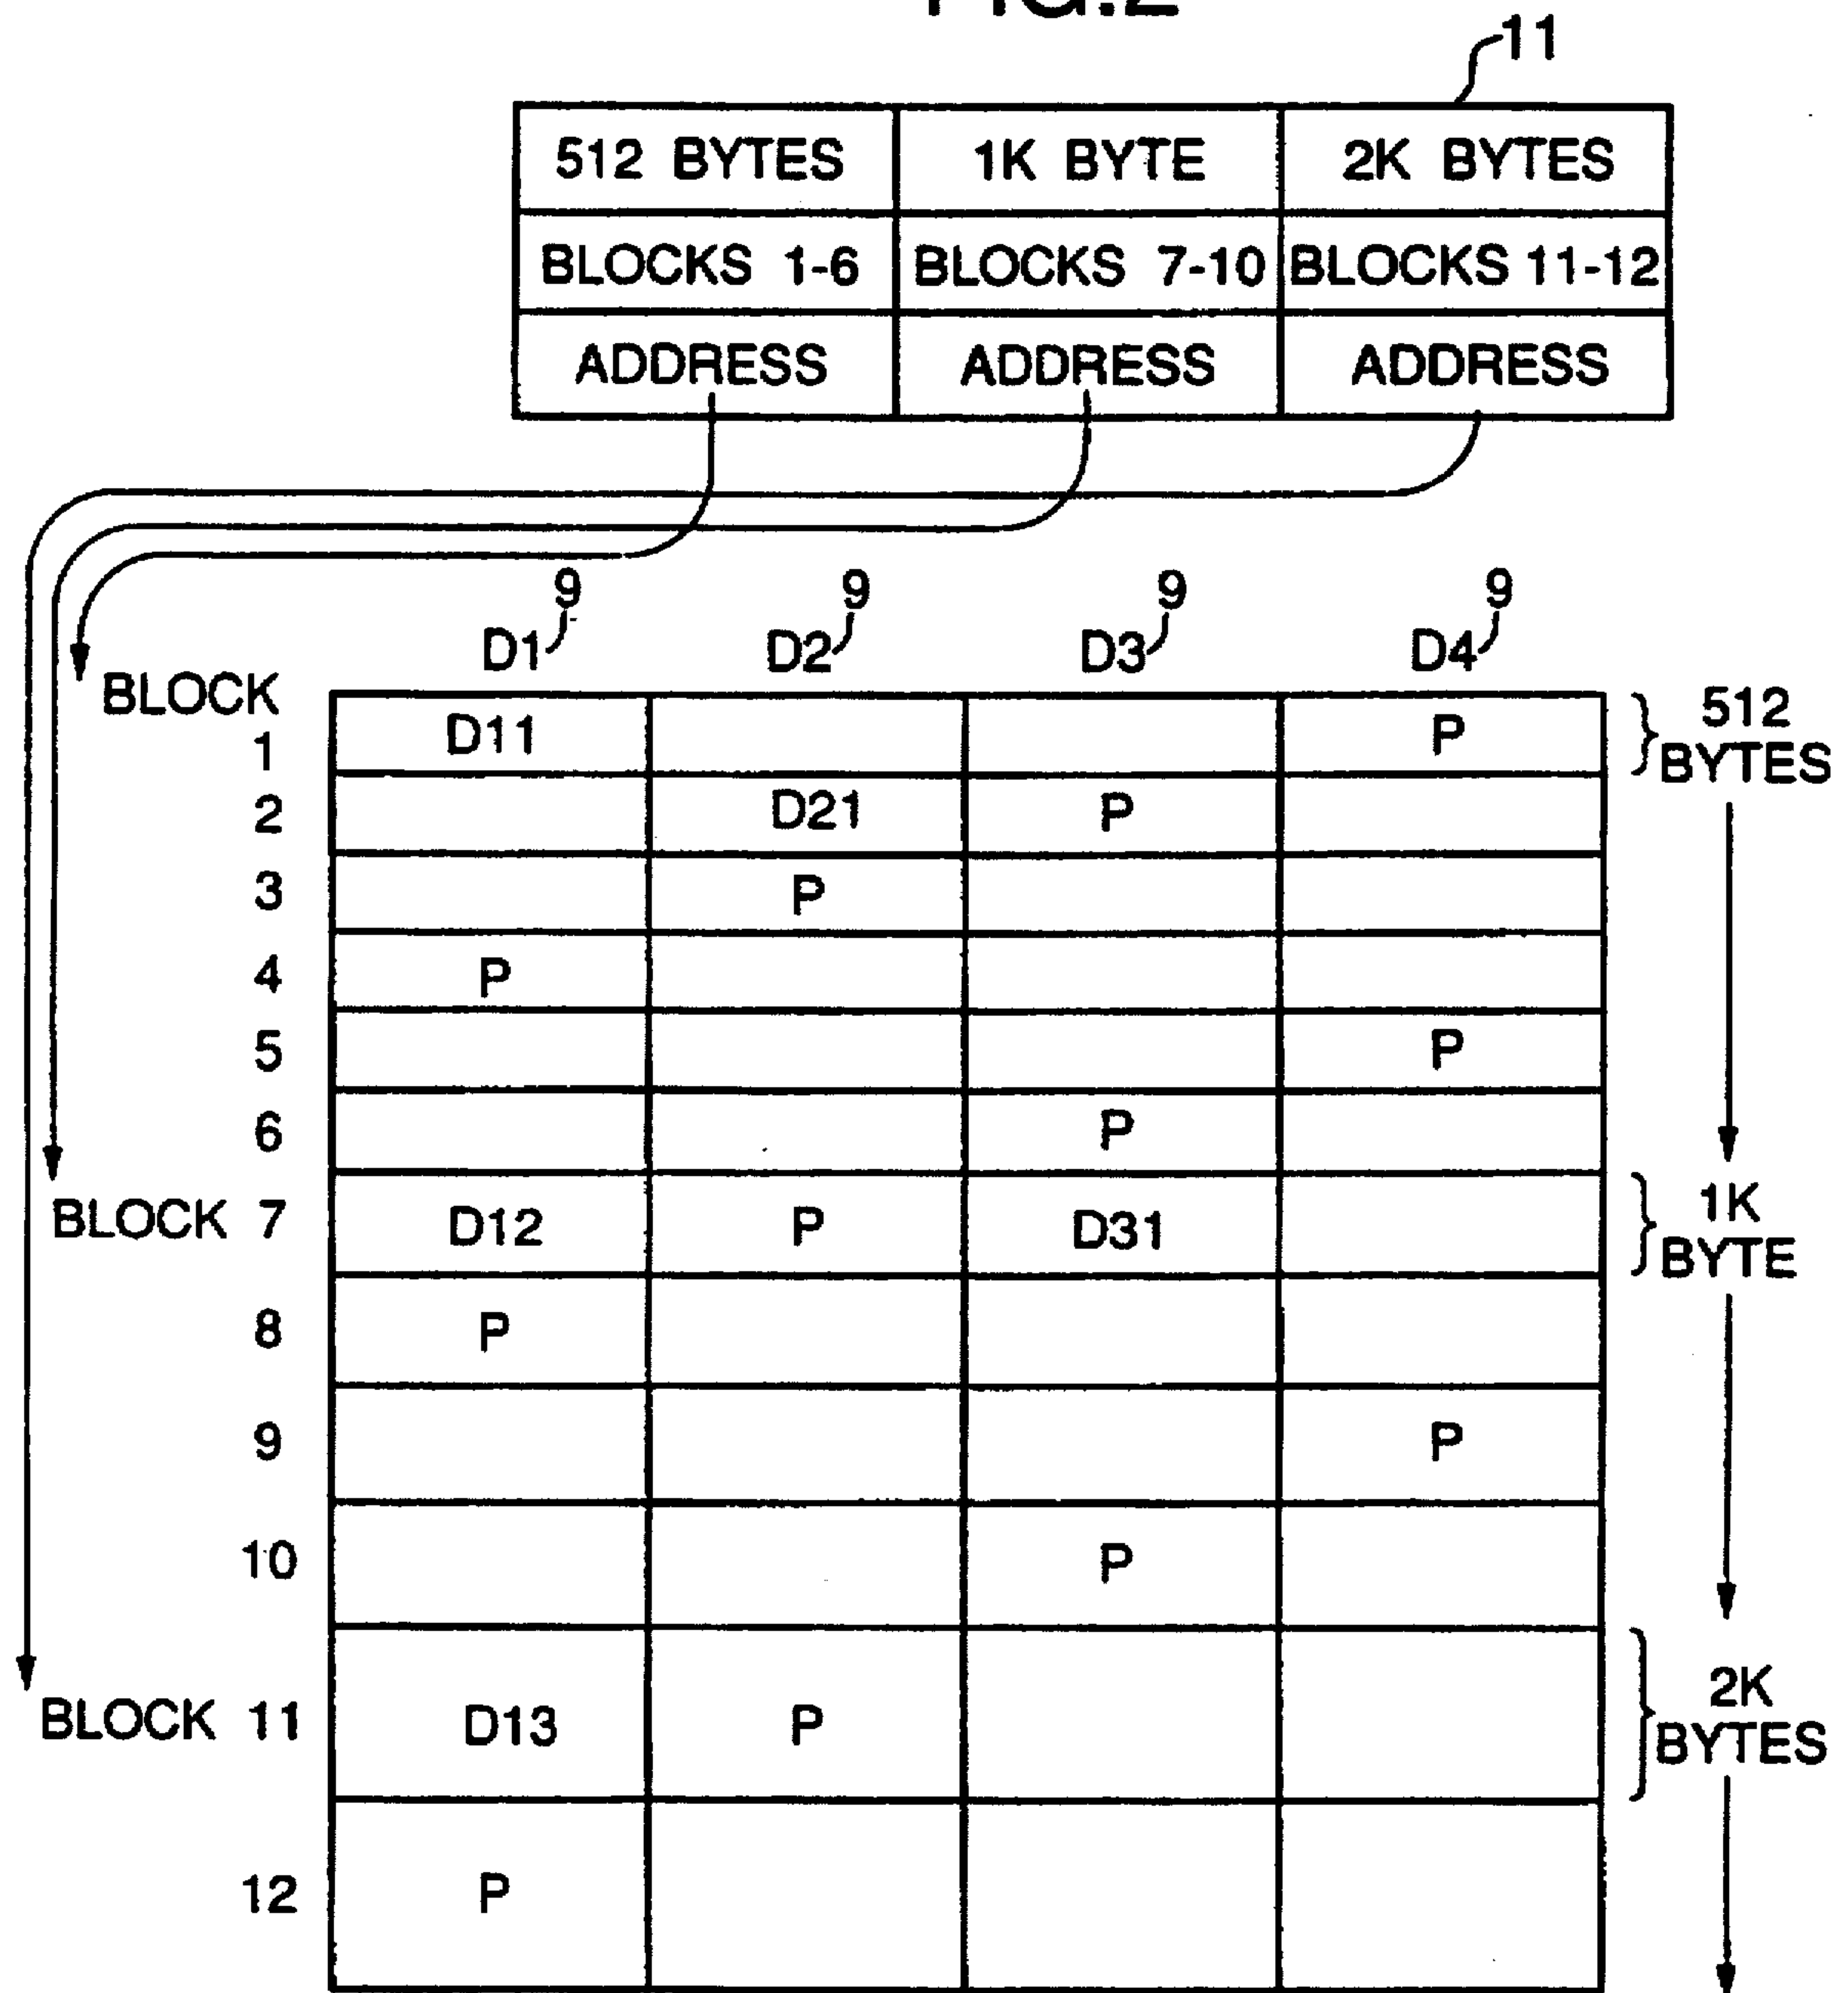 FIG.2
11
512 BYTES 1K BYTE 2K BYTES
BLOCKS 1-6 BLOCKS 7-10 BLOCKS 11-12
ADDRESS ADDRESS ADDRESS
9 9 9 9
D1 D2 D3 D4
BLOCK
1 D11 P
512
BYTES
2 D21 P
3 P
4 P
5 P
6 P
BLOCK 7 D12 P D31
1K
BYTE
8 P
9 P
10 P
BLOCK 11 D13 P
2K
BYTES
12 P